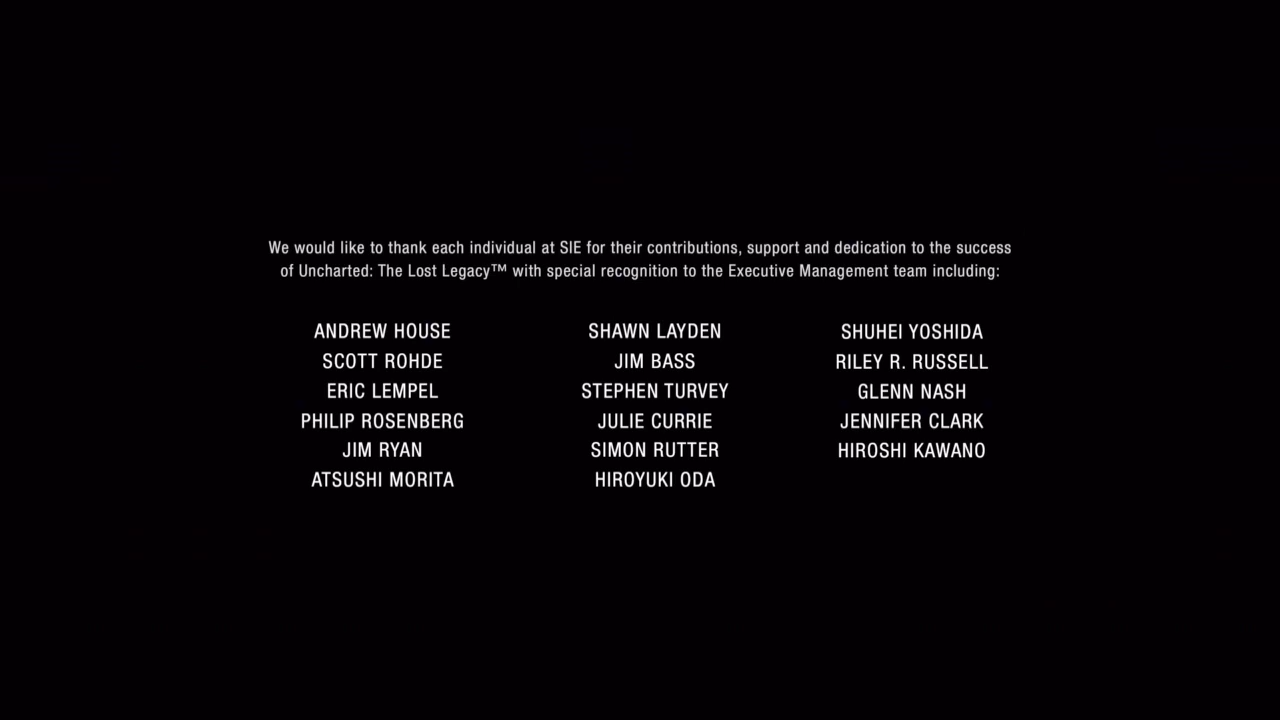 We would like to thank each individual at SIE for their contributions, support and dedication to the success
of Uncharted: The Lost Legacy™ with special recognition to the Executive Management team including:
ANDREW HOUSE SHAWN LAYDEN SHUHEI YOSHIDA
SCOTT ROHDE JIM BASS RILEY R. RUSSELL
ERIC LEMPEL STEPHEN TURVEY GLENN NASH
PHILIP ROSENBERG JULIE CURRIE JENNIFER CLARK
JIM RYAN SIMON RUTTER HIROSHI KAWANO
ATSUSHI MORITA HIROYUKI ODA